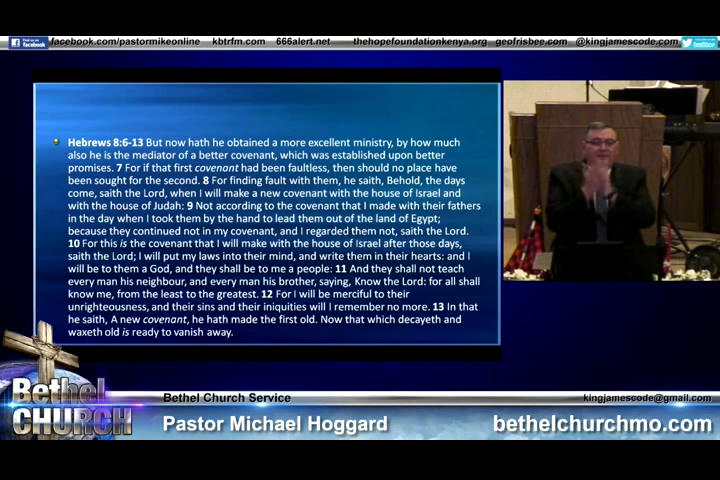 facebook.com/pastormikeonline kbtrfm.com 666alert.net thehopefoundationkenya.org geofrisbee.com @kingjamescode.com
Hebrews 8:6-13 But now hath he obtained a more excellent ministry, by how much
also he is the mediator of a better covenant, which was established upon better
promises. 7 For if that first covenant had been faultless, then should no place have
been sought for the second. 8 For finding fault with them, he saith, Behold, the days
come, saith the Lord, when I will make a new covenant with the house of Israel and
with the house of Judah: 9 Not according to the covenant that I made with their fathers
in the day when I took them by the hand to lead them out of the land of Egypt;
because they continued not in my covenant, and I regarded them not, saith the Lord.
10 For this is the covenant that I will make with the house of Israel after those days,
saith the Lord; I will put my laws into their mind, and write them in their hearts: and I
will be to them a God, and they shall be to me a people: 11 And they shall not teach
every man his neighbour, and every man his brother, saying, Know the Lord: for all shall
know me, from the least to the greatest. 12 For I will be merciful to their
unrighteousness, and their sins and their iniquities will I remember no more. 13 In that
he saith, A new covenant, he hath made the first old. Now that which decayeth and
waxeth old is ready to vanish away.
Bethel
CHURCH
Bethel Church Service kingjamescode@gmail.com
Pastor Michael Hoggard bethelchurchmo.com